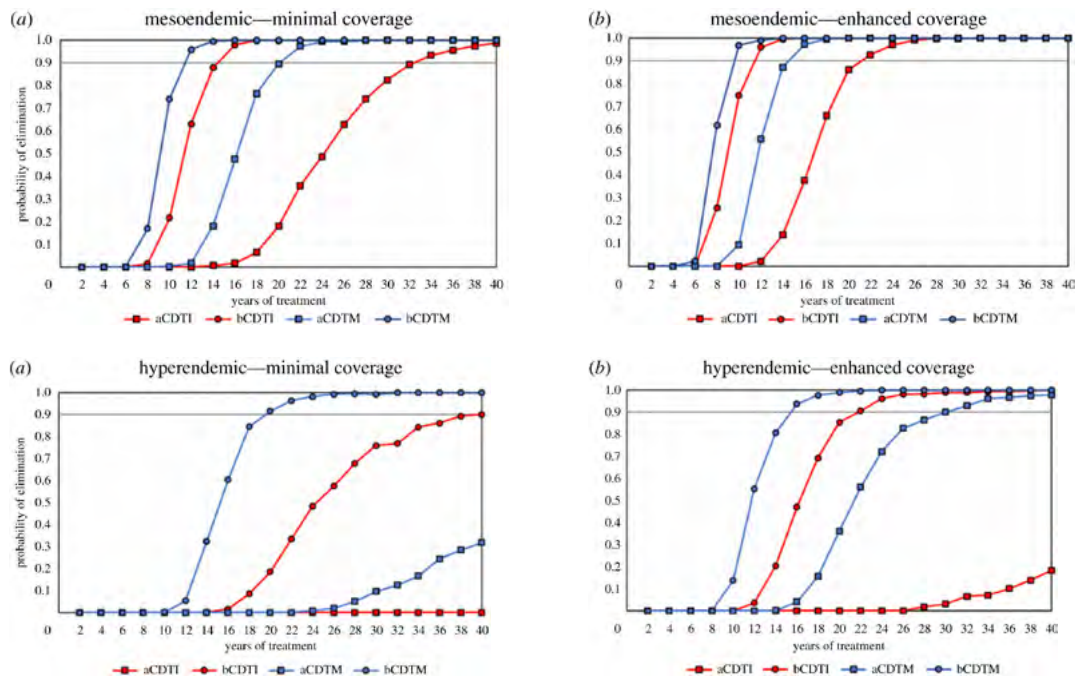 (a) mesoendemic—minimal coverage
1.0
0.9
0.8
0.7
0.6
0.5
0.4
0.3
0.2
0.1
0 2 4 6 8 10 12 14 16 18 20 22 24 26 28 30 32 34 36 38 40
probability of elimination
years of treatment
aCDTI bCDTI aCDTM bCDTM
(b) mesoendemic—enhanced coverage
1.0
0.9
0.8
0.7
0.6
0.5
0.4
0.3
0.2
0.1
0 2 4 6 8 10 12 14 16 18 20 22 24 26 28 30 32 34 36 38 40
years of treatment
aCDTI bCDTI aCDTM bCDTM
(a) hyperendemic—minimal coverage
1.0
0.9
0.8
0.7
0.6
0.5
0.4
0.3
0.2
0.1
0 2 4 6 8 10 12 14 16 18 20 22 24 26 28 30 32 34 36 38 40
probability of elimination
years of treatment
aCDTI bCDTI aCDTM bCDTM
(b) hyperendemic—enhanced coverage
1.0
0.9
0.8
0.7
0.6
0.5
0.4
0.3
0.2
0.1
0 2 4 6 8 10 12 14 16 18 20 22 24 26 28 30 32 34 36 38 40
years of treatment
aCDTI bCDTI aCDTM bCDTM